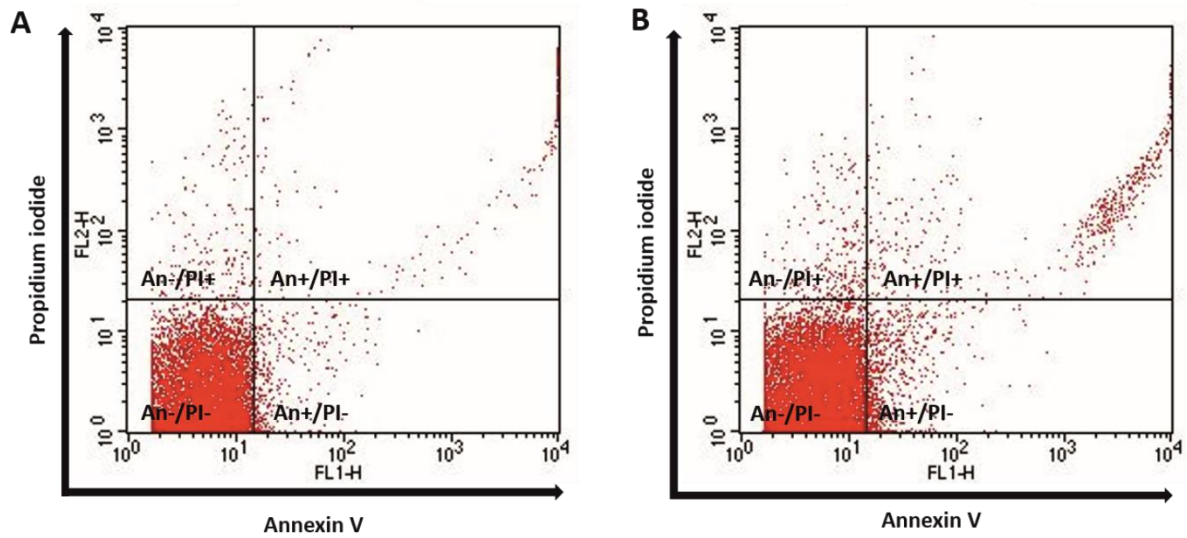 A
Propidium iodide
FL2-H
10^4
10^3
10^2
10^1
10^0
An-/PI+
An+/PI+
An-/PI-
An+/PI-
10^0 10^1 10^2 10^3 10^4
FL1-H
Annexin V
B
Propidium iodide
FL2-H
10^4
10^3
10^2
10^1
10^0
An-/PI+
An+/PI+
An-/PI-
An+/PI-
10^0 10^1 10^2 10^3 10^4
FL1-H
Annexin V